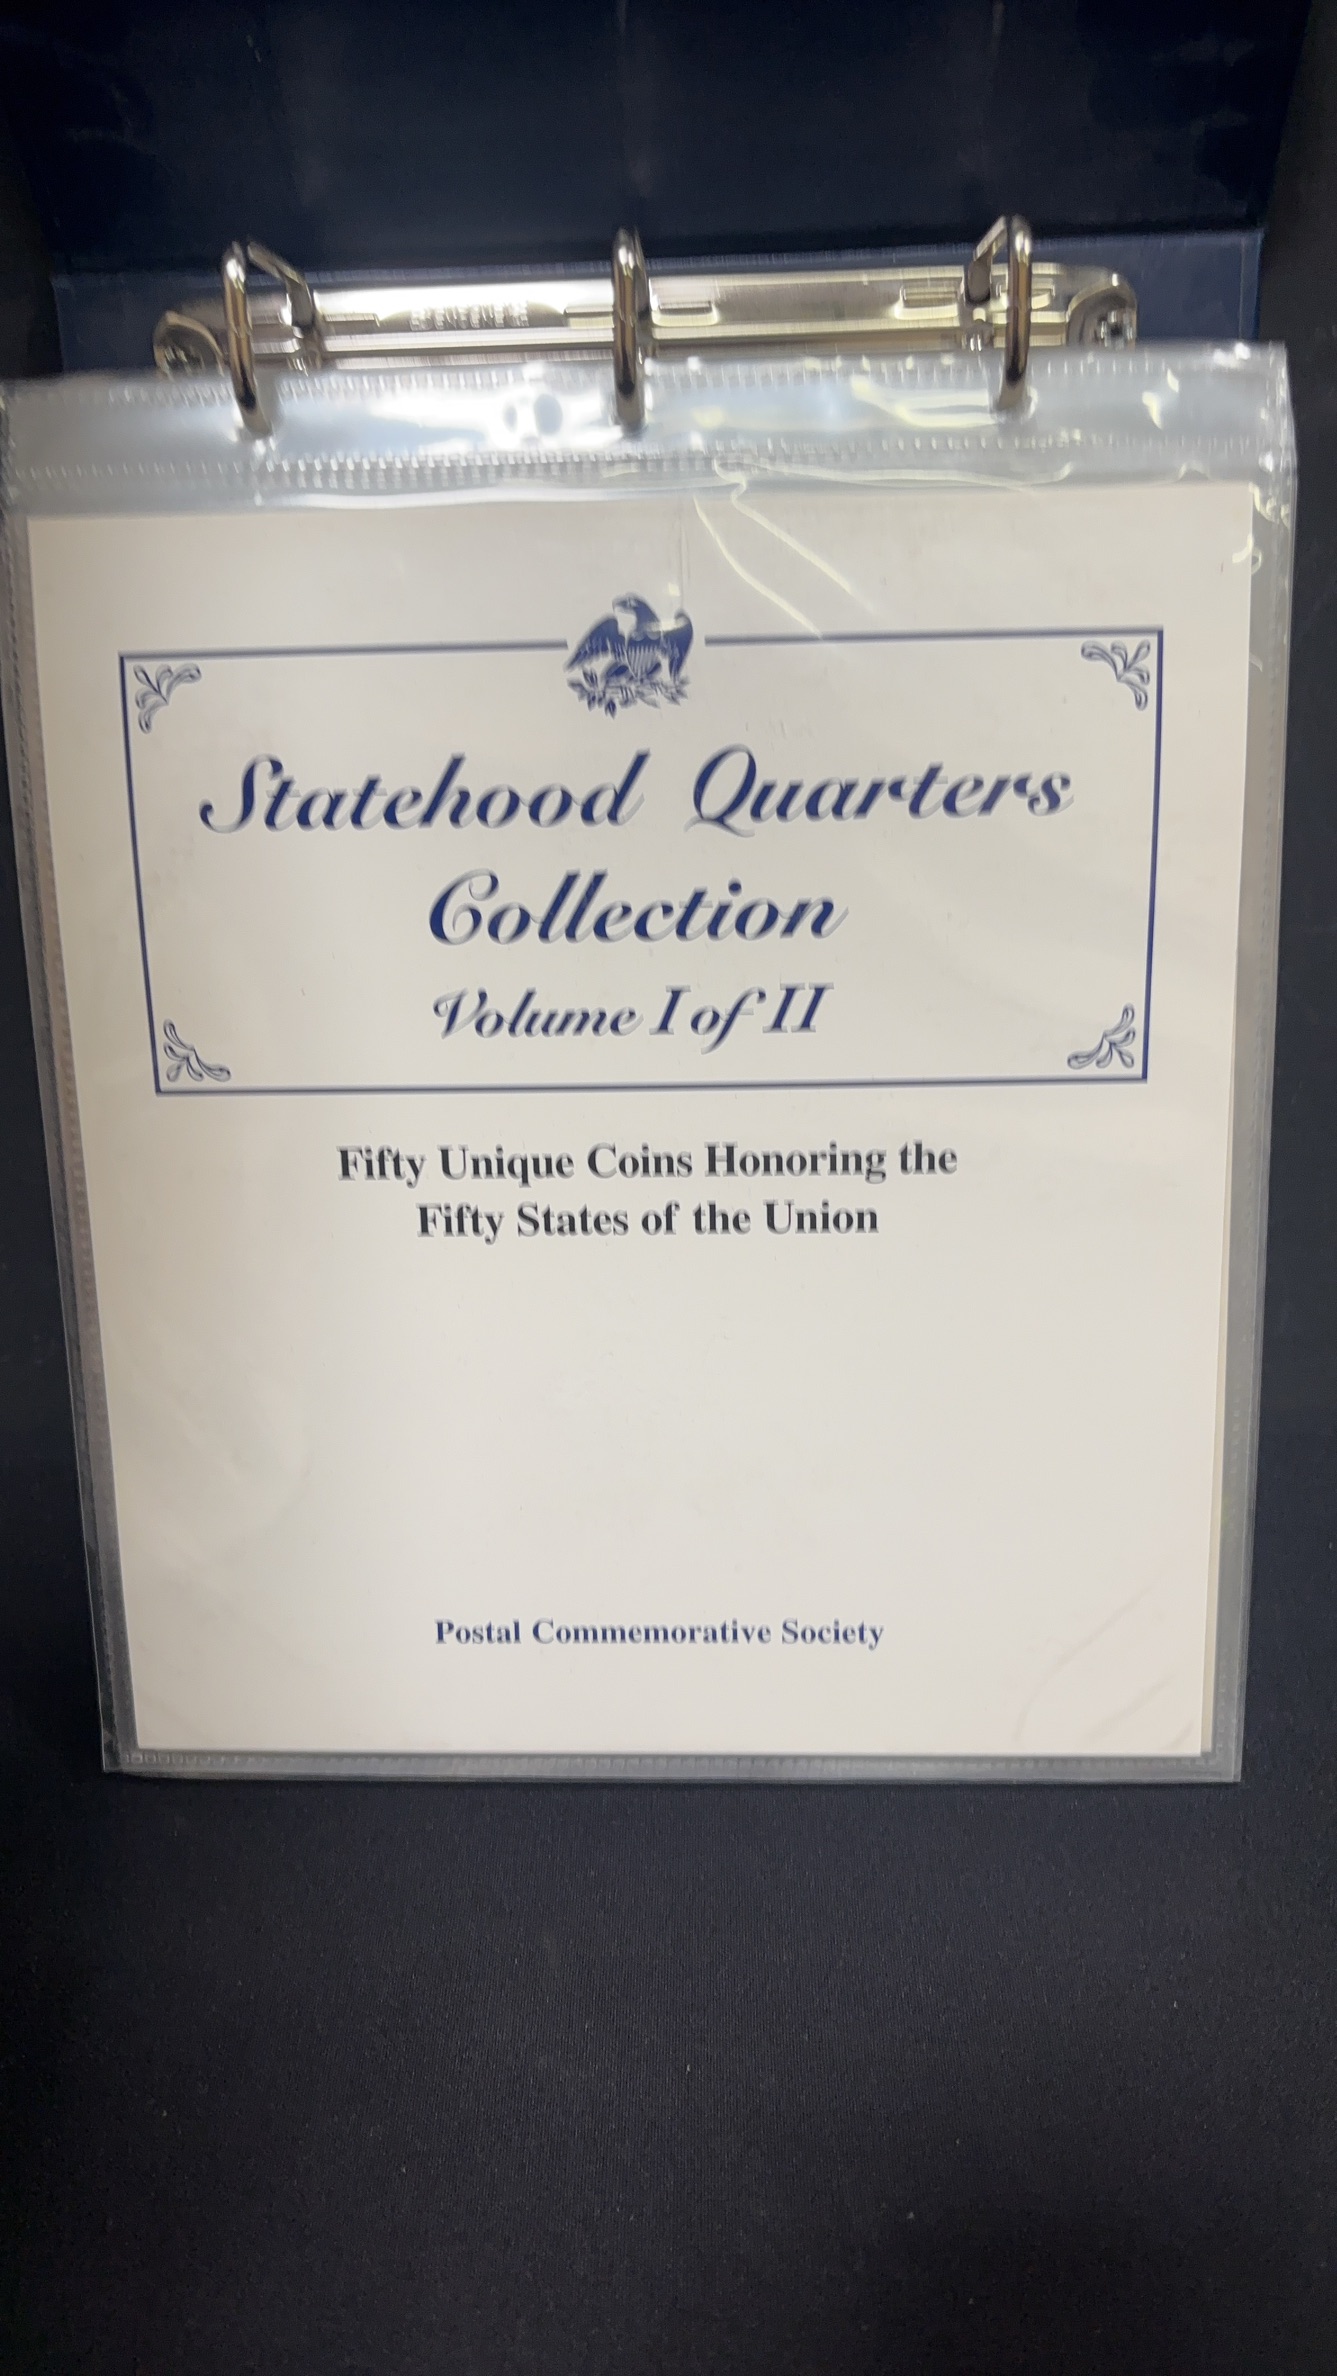 Statehood Quarters
Collection
Volume I of II
Fifty Unique Coins Honoring the
Fifty States of the Union
Postal Commemorative Society